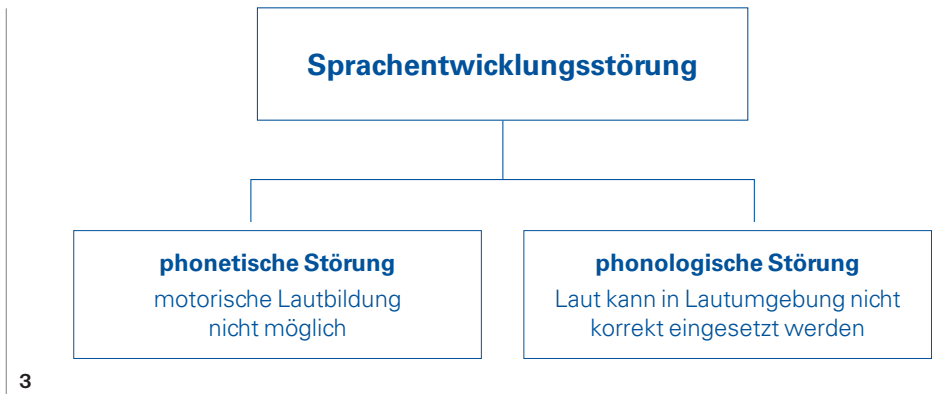 Sprachentwicklungsstörung
phonetische Störung
motorische Lautbildung
nicht möglich
phonologische Störung
Laut kann in Lautumgebung nicht
korrekt eingesetzt werden
3